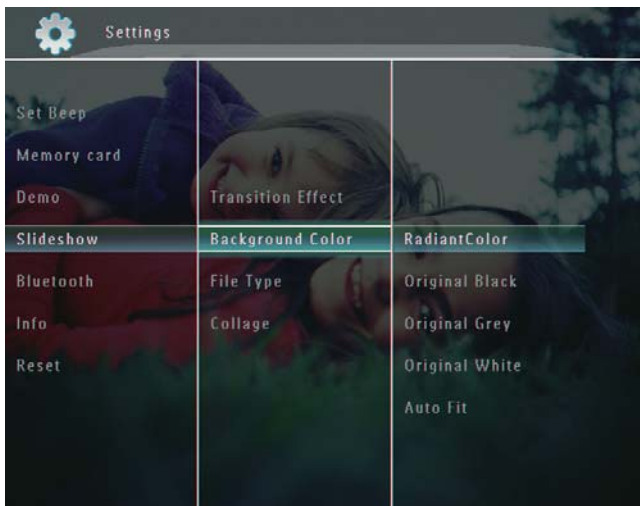 Settings
Set Beep
Memory card
Demo
Slideshow
Bluetooth
Info
Reset
Transition Effect
Background Color
File Type
Collage
RadiantColor
Original Black
Original Grey
Original White
Auto Fit